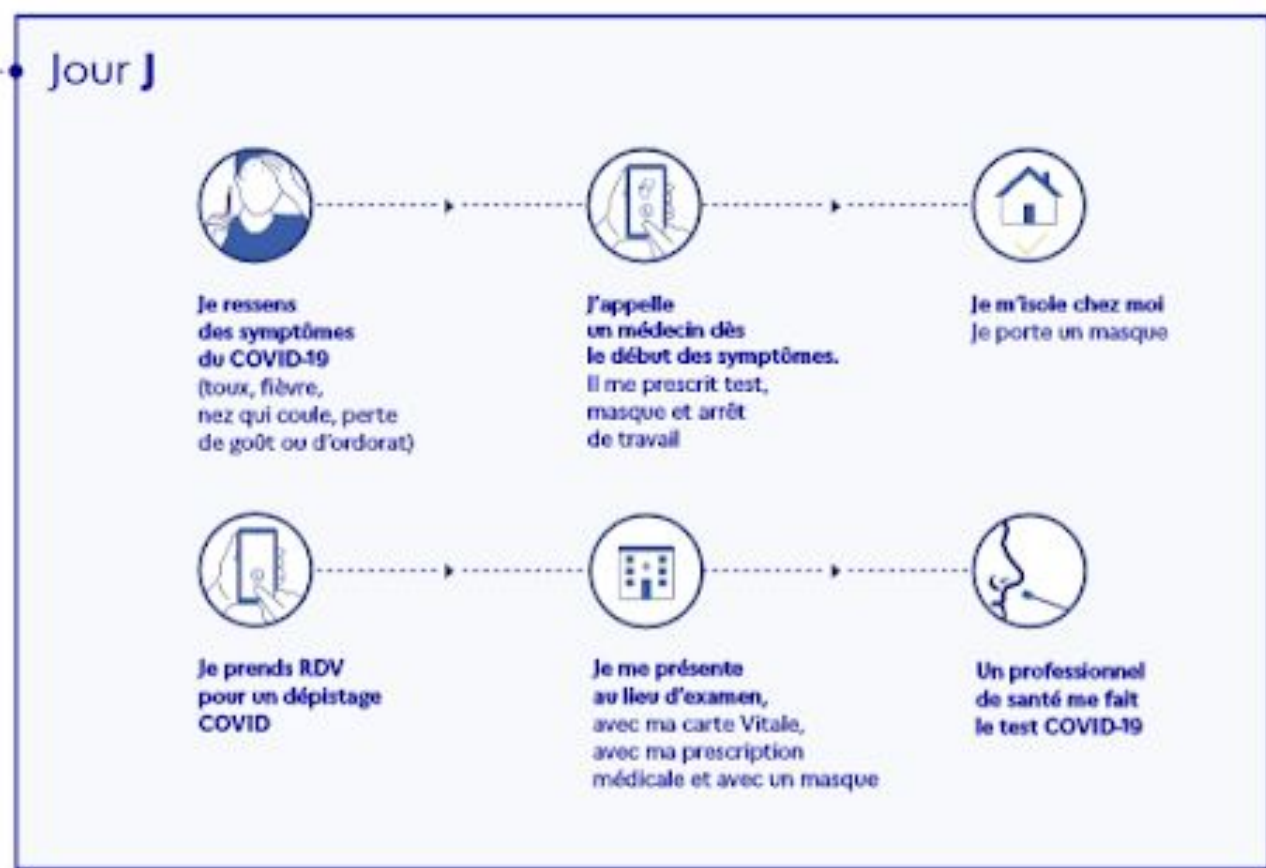 Jour J
Je ressens
des symptômes
du COVID-19
(toux, fièvre,
nez qui coule, perte
de goût ou d'ordorat)
J'appelle
un médecin dès
le début des symptômes.
Il me prescrit test,
masque et arrêt
de travail
Je m'isole chez moi
Je porte un masque
Je prends RDV
pour un dépistage
COVID
Je me présente
au lieu d'examen,
avec ma carte Vitale,
avec ma prescription
médicale et avec un masque
Un professionnel
de santé me fait
le test COVID-19